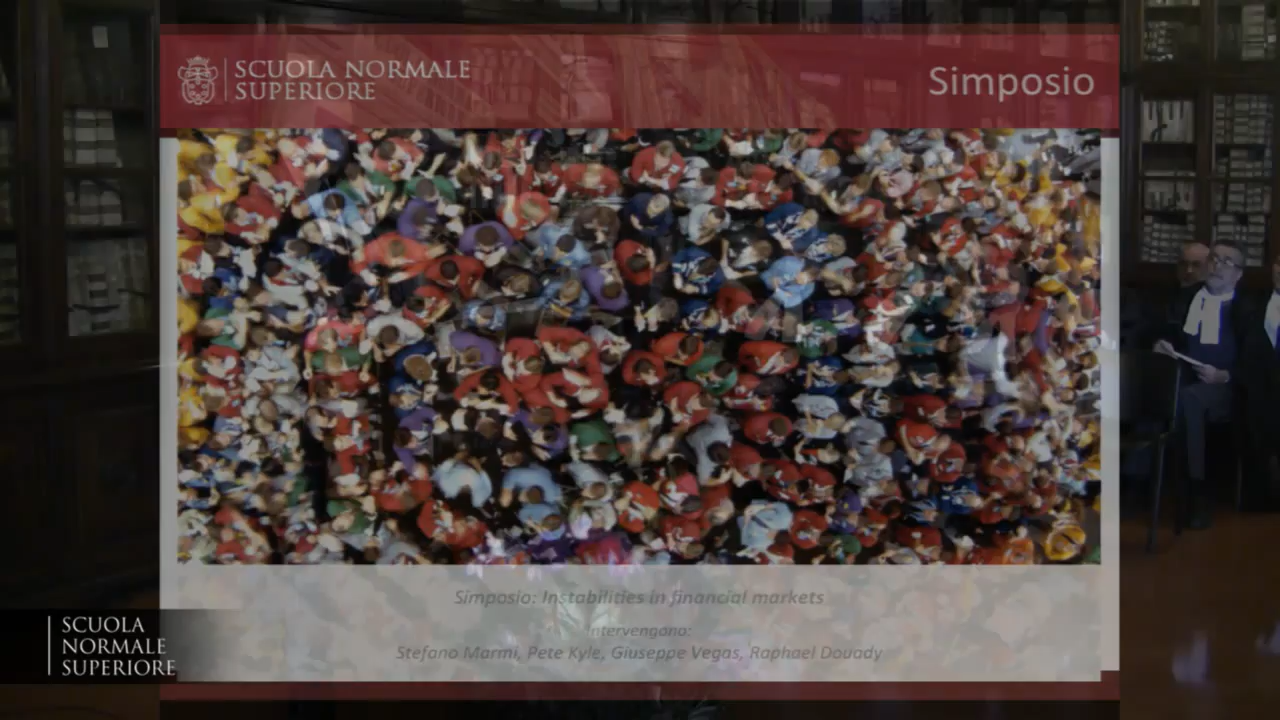 SCUOLA NORMALE
SUPERIORE
Simposio
Simposio: Instabilities in financial markets
Intervengono:
Stefano Marmi, Pete Kyle, Giuseppe Vegas, Raphael Douady
SCUOLA
NORMALE
SUPERIORE